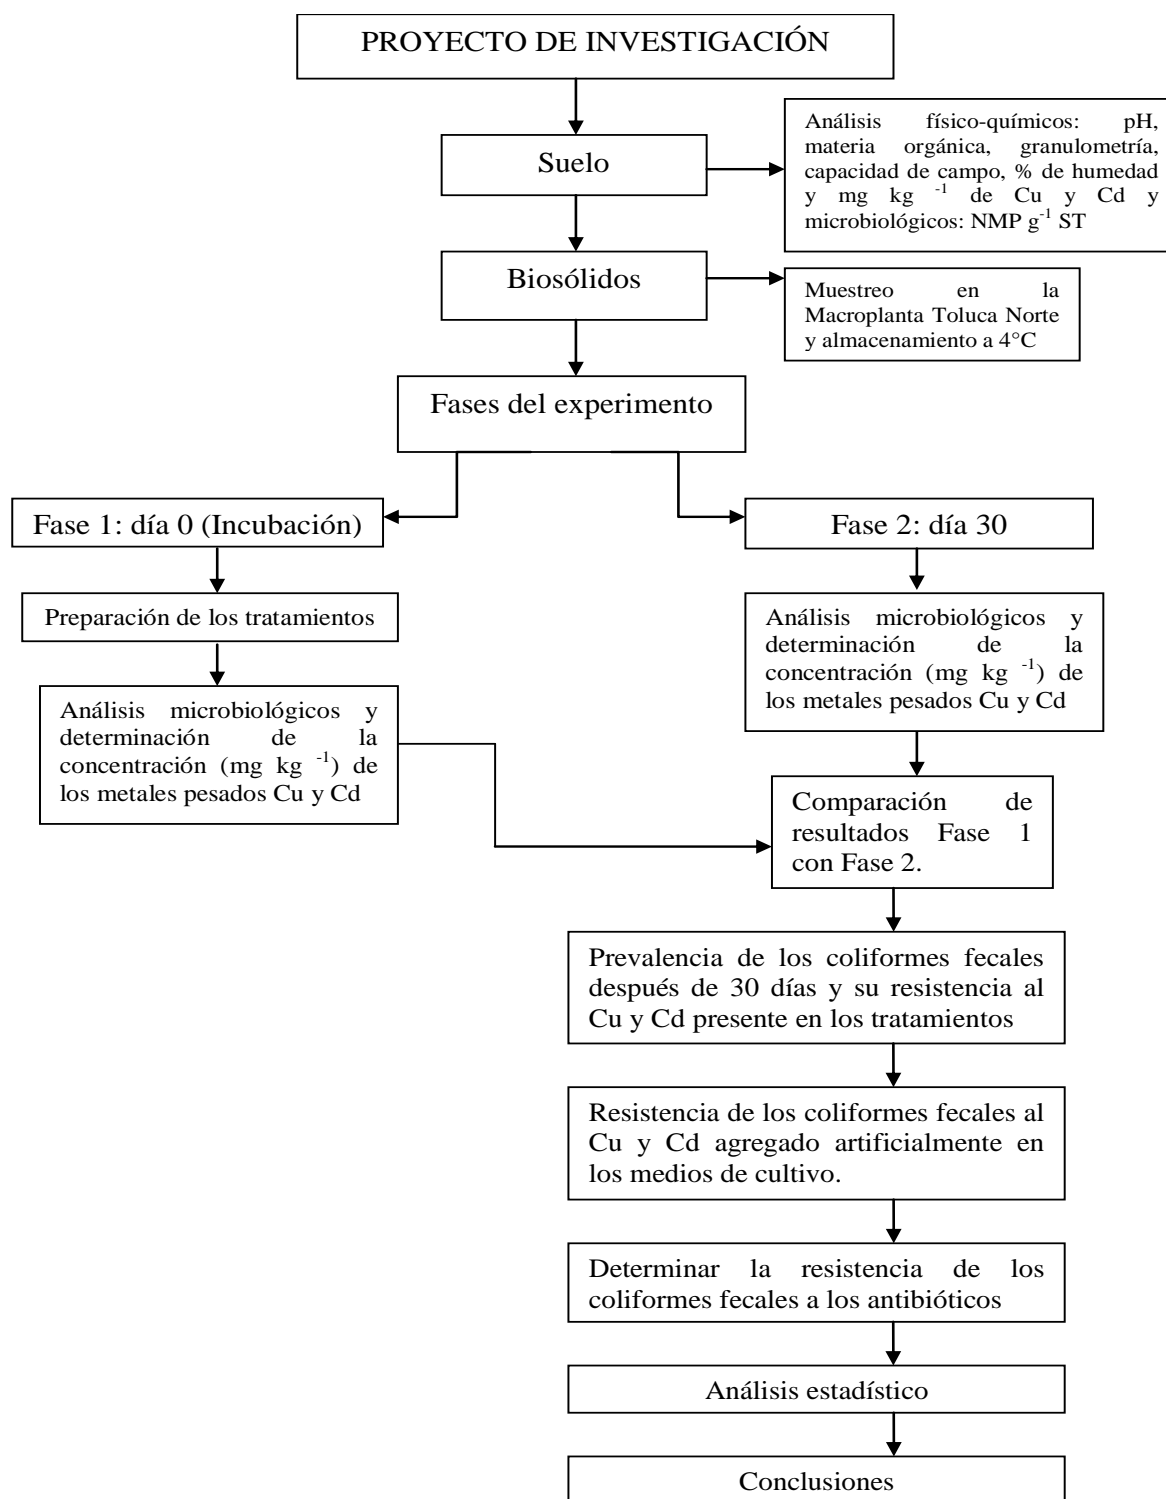 PROYECTO DE INVESTIGACIÓN
Suelo
Análisis físico-químicos: pH,
materia orgánica, granulometría,
capacidad de campo, % de humedad
y mg kg ⁻¹ de Cu y Cd y
microbiológicos: NMP g⁻¹ ST
Biosólidos
Muestreo en la
Macroplanta Toluca Norte
y almacenamiento a 4°C
Fases del experimento
Fase 1: día 0 (Incubación)
Fase 2: día 30
Preparación de los tratamientos
Análisis microbiológicos y
determinación de la
concentración (mg kg ⁻¹) de
los metales pesados Cu y Cd
Análisis microbiológicos y
determinación de la
concentración (mg kg ⁻¹) de
los metales pesados Cu y Cd
Comparación de
resultados Fase 1
con Fase 2.
Prevalencia de los coliformes fecales
después de 30 días y su resistencia al
Cu y Cd presente en los tratamientos
Resistencia de los coliformes fecales al
Cu y Cd agregado artificialmente en
los medios de cultivo.
Determinar la resistencia de los
coliformes fecales a los antibióticos
Análisis estadístico
Conclusiones